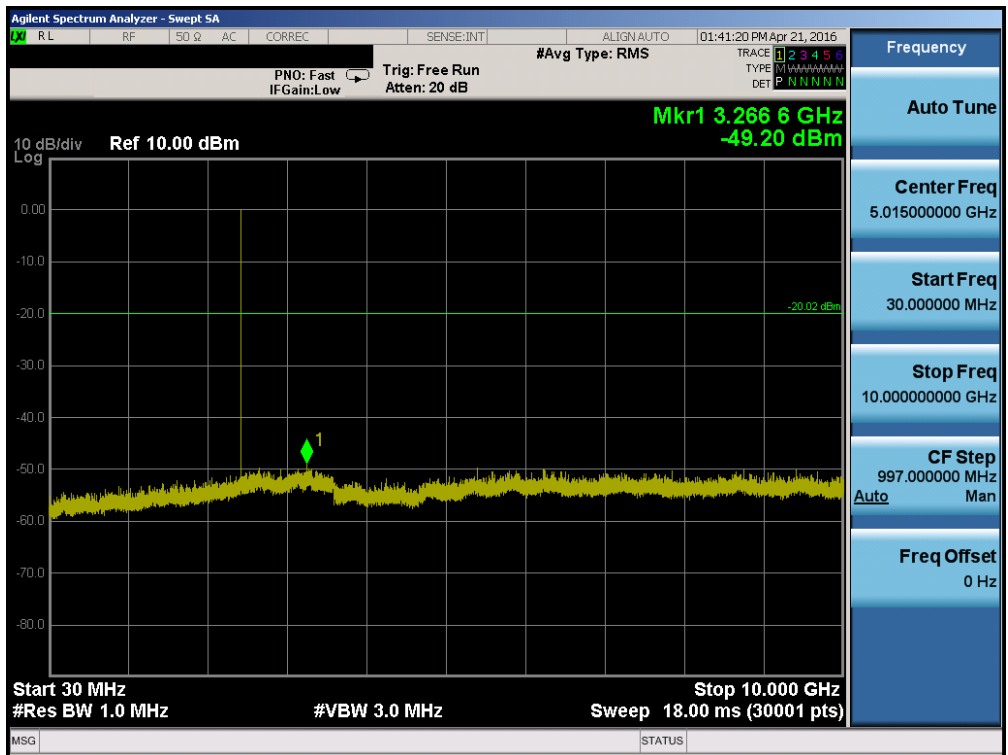 Agilent Spectrum Analyzer - Swept SA
LXI RL RF 50 Ω AC CORREC SENSE:INT ALIGN AUTO 01:41:20 PM Apr 21, 2016
#Avg Type: RMS TRACE 1 2 3 4 5 6
PNO: Fast Trig: Free Run TYPE M WWWWW
IFGain:Low Atten: 20 dB DET P N N N N N
Mkr1 3.266 6 GHz
-49.20 dBm
10 dB/div Ref 10.00 dBm
Log
0.00
-10.0
-20.0
-20.02 dBm
-30.0
-40.0
1
-50.0
-60.0
-70.0
-80.0
Start 30 MHz Stop 10.000 GHz
#Res BW 1.0 MHz #VBW 3.0 MHz Sweep 18.00 ms (30001 pts)
MSG STATUS
Frequency
Auto Tune
Center Freq
5.015000000 GHz
Start Freq
30.000000 MHz
Stop Freq
10.000000000 GHz
CF Step
997.000000 MHz
Auto Man
Freq Offset
0 Hz